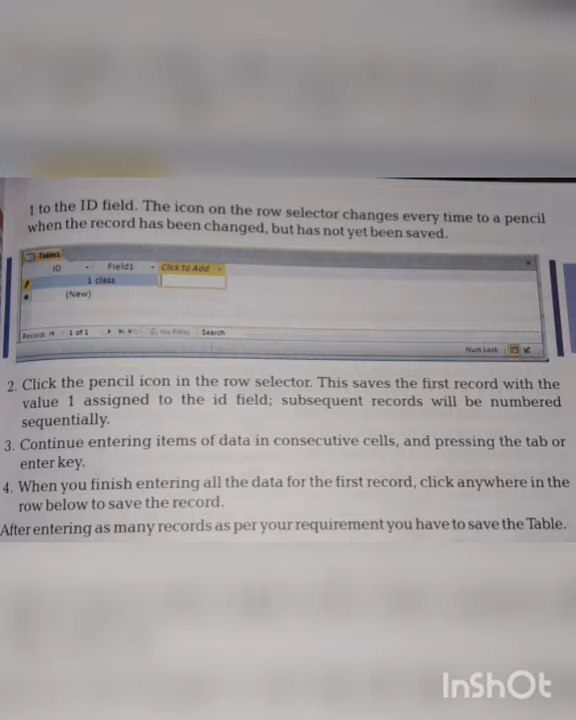 1 to the ID field. The icon on the row selector changes every time to a pencil
when the record has been changed, but has not yet been saved.
Table1
ID Field1 Click to Add
1 class
(New)
Record: 1 of 1 No Filter Search
Num Lock
2. Click the pencil icon in the row selector. This saves the first record with the
value 1 assigned to the id field; subsequent records will be numbered
sequentially.
3. Continue entering items of data in consecutive cells, and pressing the tab or
enter key.
4. When you finish entering all the data for the first record, click anywhere in the
row below to save the record.
After entering as many records as per your requirement you have to save the Table.
InShOt